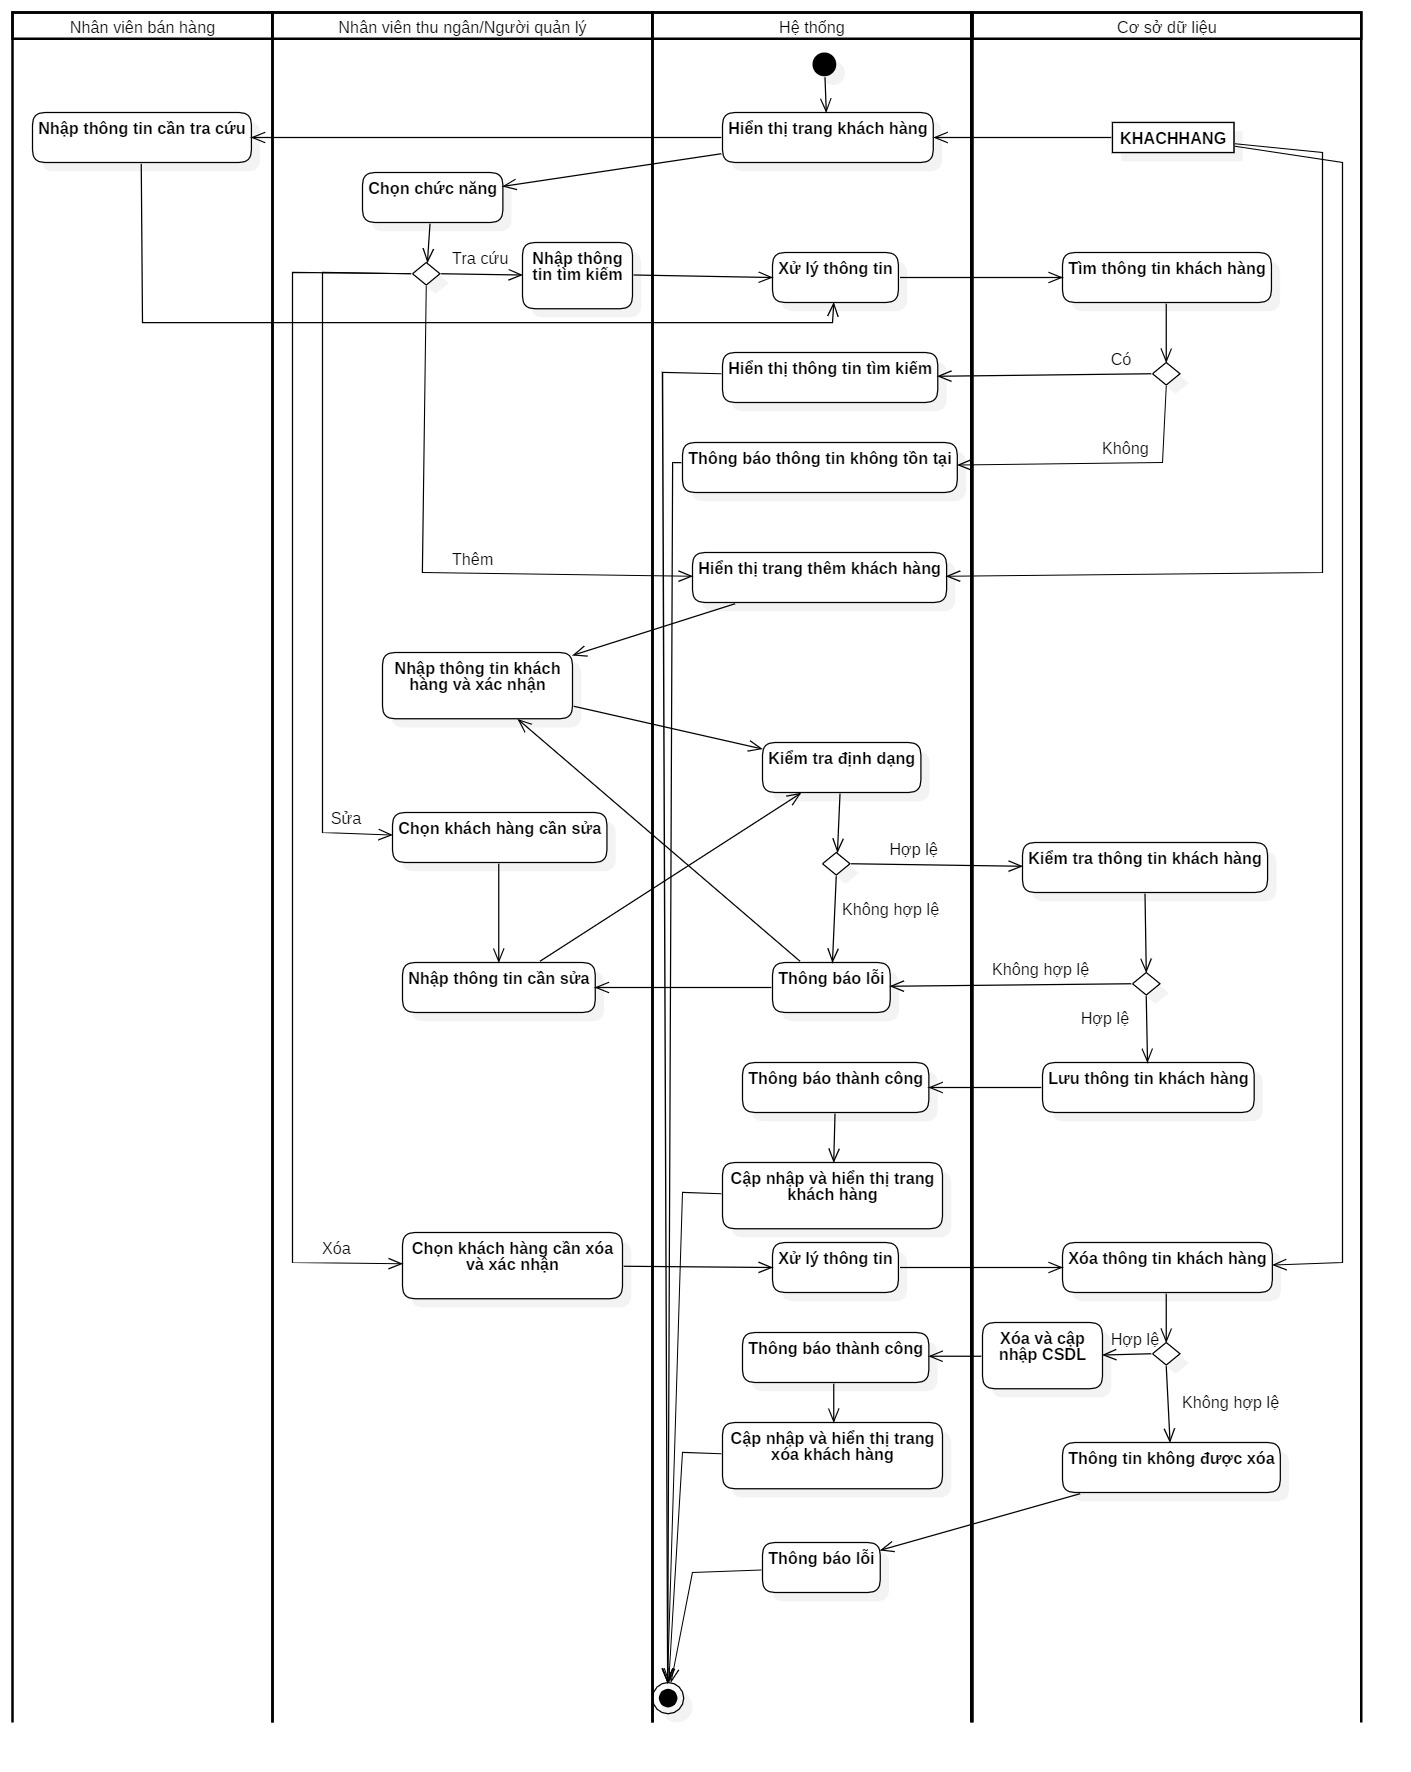 Nhân viên bán hàng
Nhân viên thu ngân/Người quản lý
Hệ thống
Cơ sở dữ liệu
Nhập thông tin cần tra cứu
Hiển thị trang khách hàng
KHACHHANG
Chọn chức năng
Tra cứu
Nhập thông
tin tìm kiếm
Xử lý thông tin
Tìm thông tin khách hàng
Có
Hiển thị thông tin tìm kiếm
Không
Thông báo thông tin không tồn tại
Thêm
Hiển thị trang thêm khách hàng
Nhập thông tin khách
hàng và xác nhận
Kiểm tra định dạng
Sửa
Chọn khách hàng cần sửa
Hợp lệ
Kiểm tra thông tin khách hàng
Không hợp lệ
Nhập thông tin cần sửa
Thông báo lỗi
Không hợp lệ
Hợp lệ
Thông báo thành công
Lưu thông tin khách hàng
Cập nhập và hiển thị trang
khách hàng
Xóa
Chọn khách hàng cần xóa
và xác nhận
Xử lý thông tin
Xóa thông tin khách hàng
Thông báo thành công
Xóa và cập
nhập CSDL
Hợp lệ
Không hợp lệ
Cập nhập và hiển thị trang
xóa khách hàng
Thông tin không được xóa
Thông báo lỗi